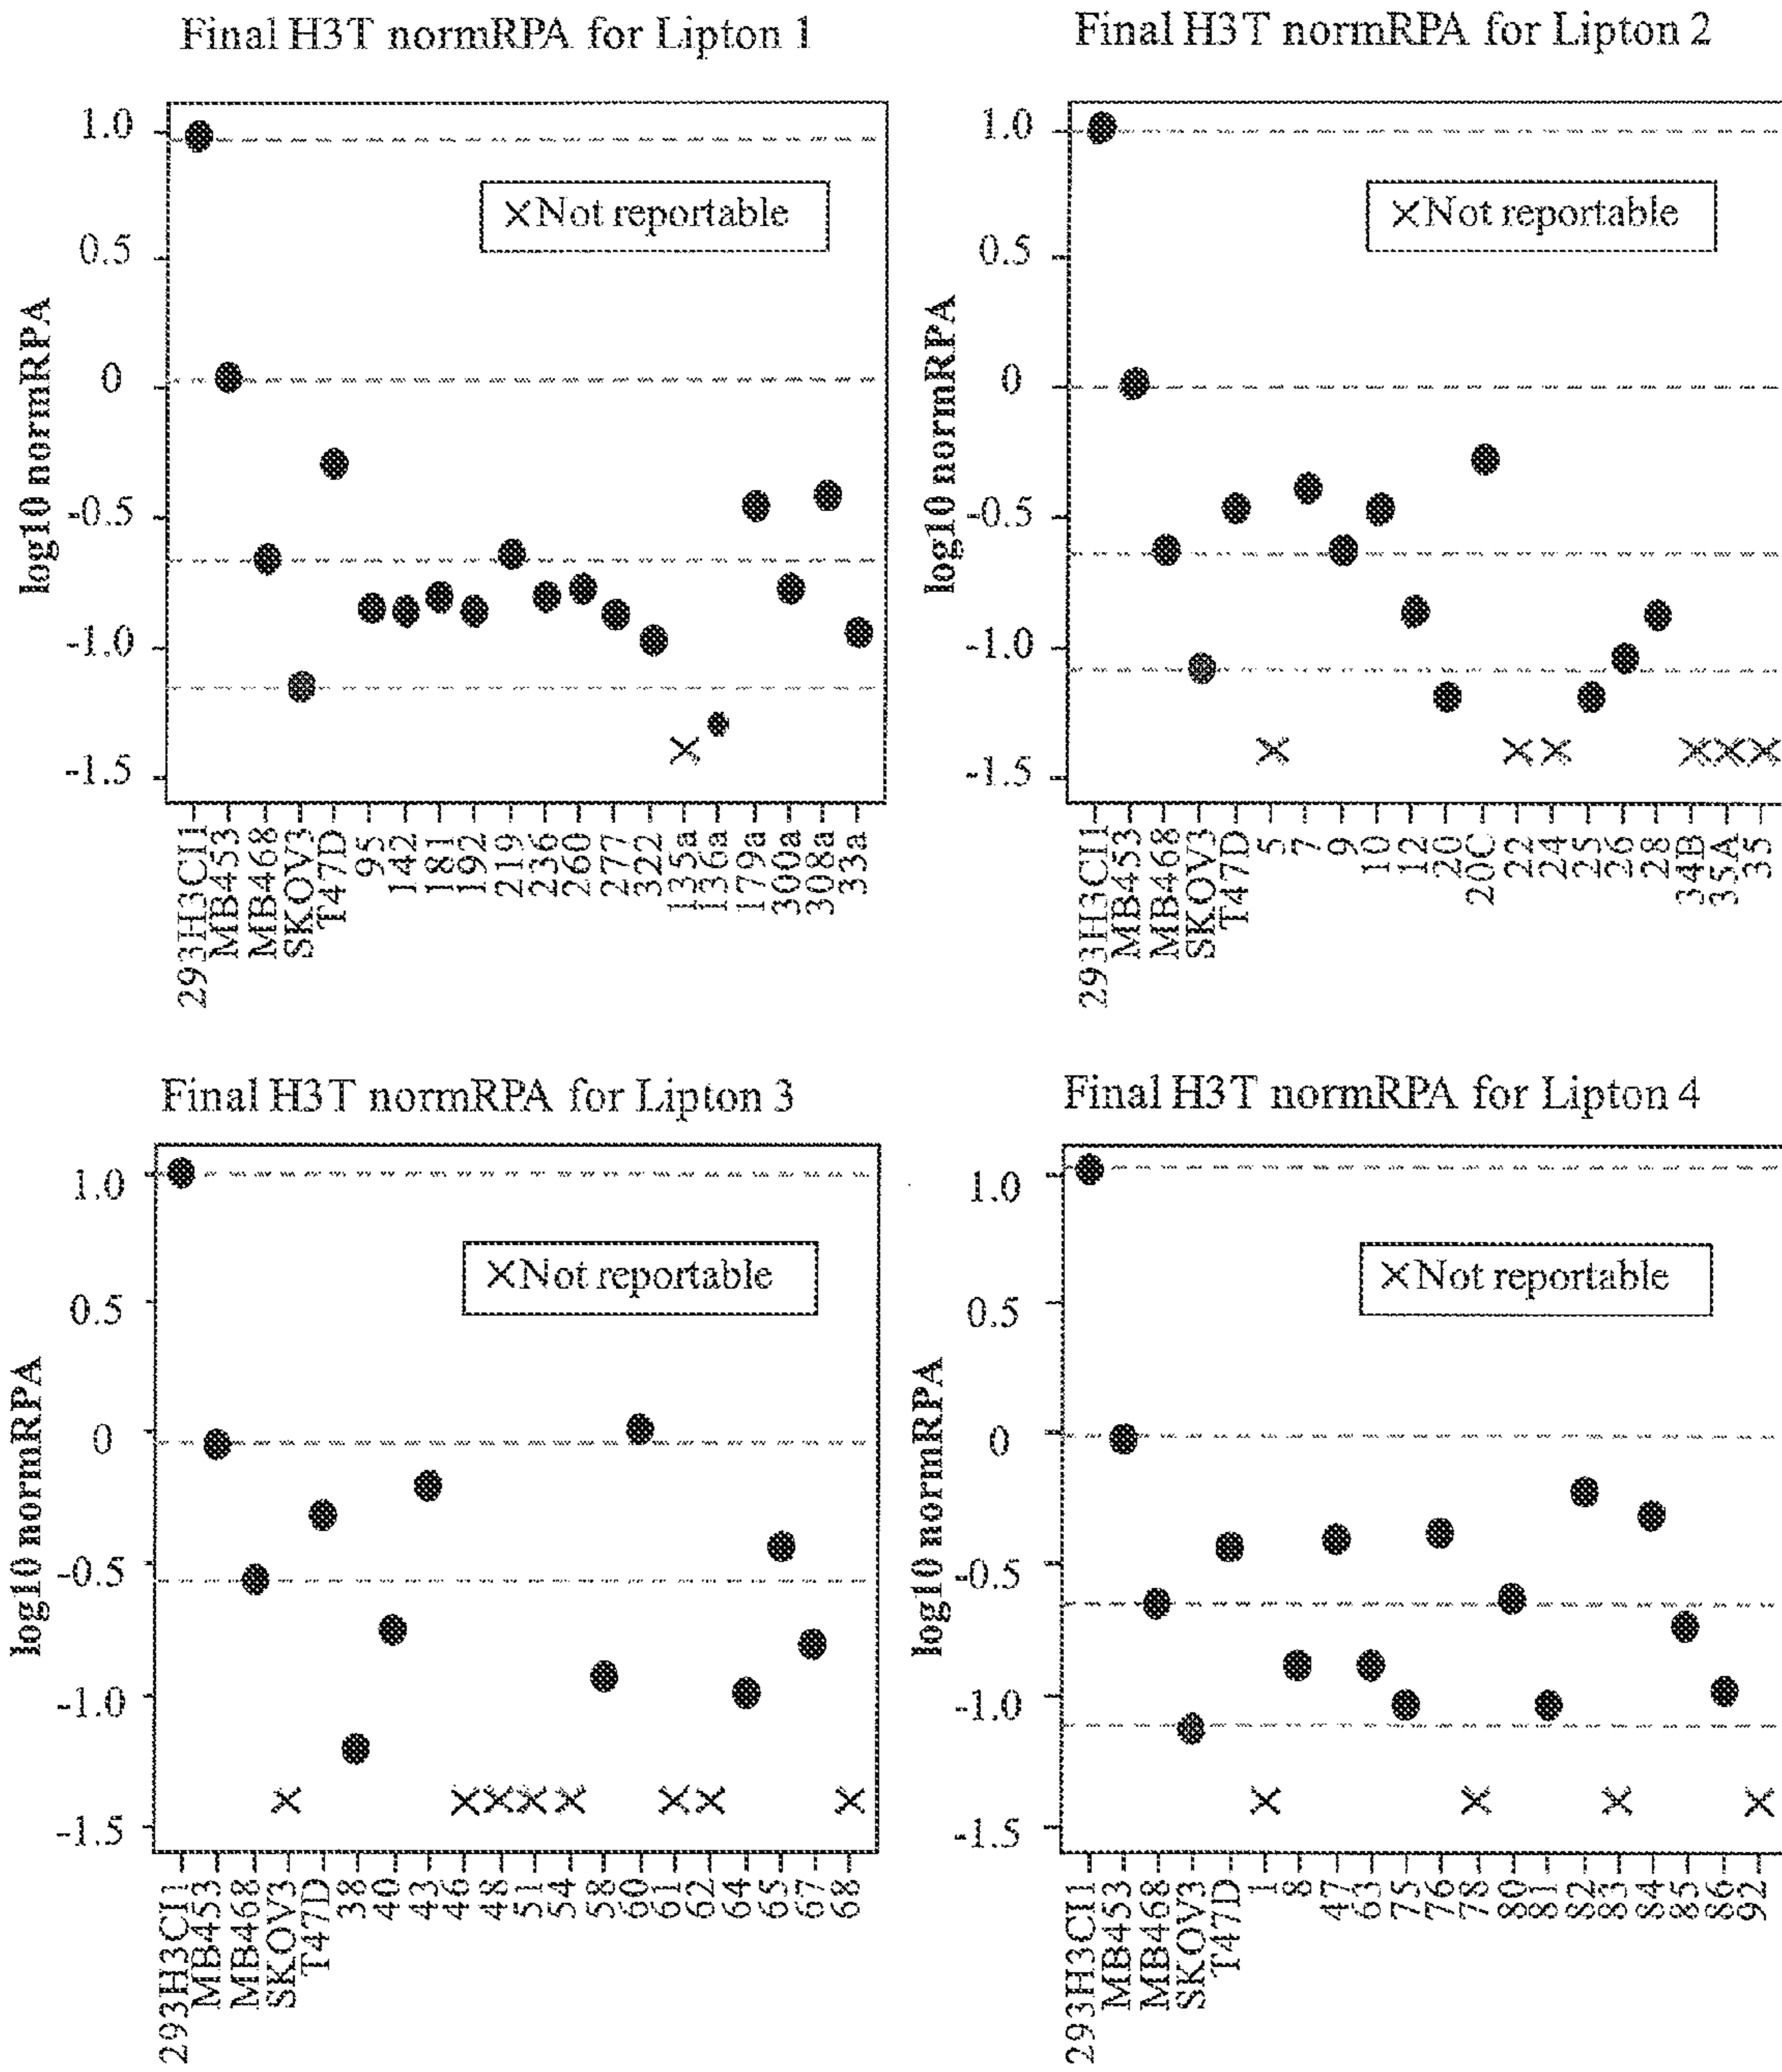 Final H3T normRPA for Lipton 1
log10 normRPA
1.0
0.5
0
-0.5
-1.0
-1.5
×Not reportable
293H3Cl1
MB453
MB468
SKOV3
T47D
95
142
181
192
219
236
260
277
322
135a
136a
179a
300a
308a
33a
Final H3T normRPA for Lipton 2
log10 normRPA
1.0
0.5
0
-0.5
-1.0
-1.5
×Not reportable
293H3Cl1
MB453
MB468
SKOV3
T47D
5
7
9
10
12
20
20C
22
24
25
26
28
34B
35A
35
Final H3T normRPA for Lipton 3
log10 normRPA
1.0
0.5
0
-0.5
-1.0
-1.5
×Not reportable
293H3Cl1
MB453
MB468
SKOV3
T47D
38
40
43
46
48
51
54
58
60
61
62
64
65
67
68
Final H3T normRPA for Lipton 4
log10 normRPA
1.0
0.5
0
-0.5
-1.0
-1.5
×Not reportable
293H3Cl1
MB453
MB468
SKOV3
T47D
1
8
47
63
75
76
78
80
81
82
83
84
85
86
92